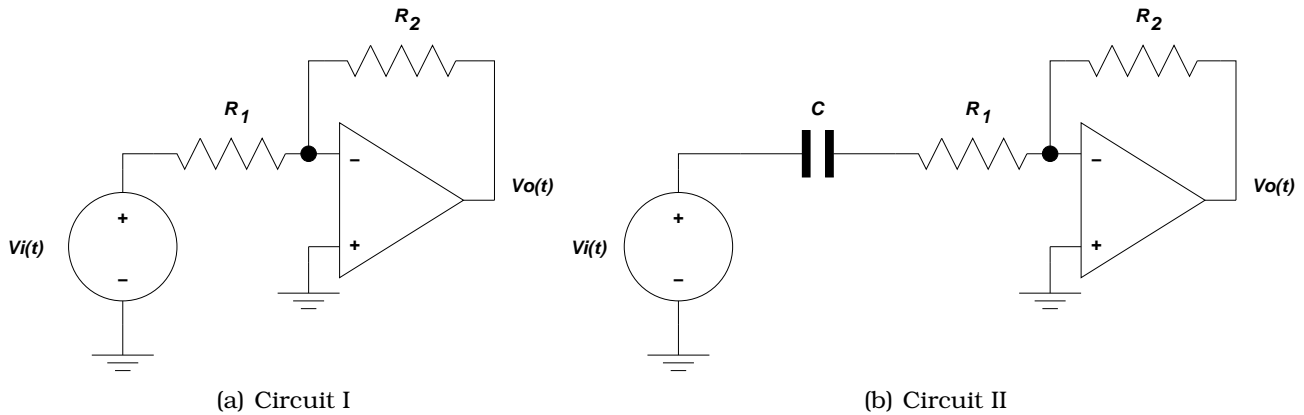 R2
R1
−
+
−
+
Vi(t)
Vo(t)
(a) Circuit I
R2
C
R1
−
+
−
+
Vi(t)
Vo(t)
(b) Circuit II